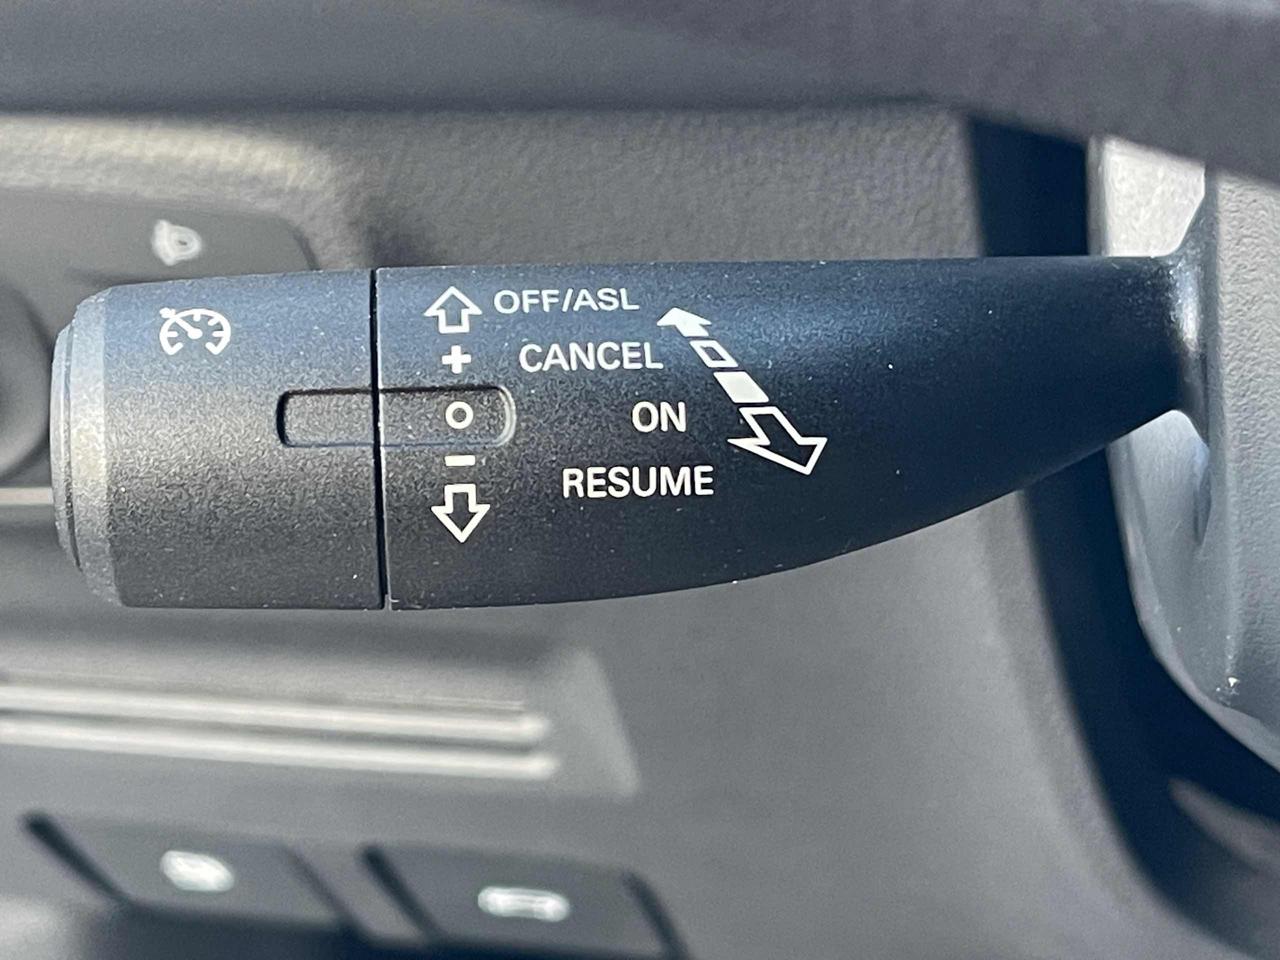 OFF/ASL
+ CANCEL
O ON
−
RESUME